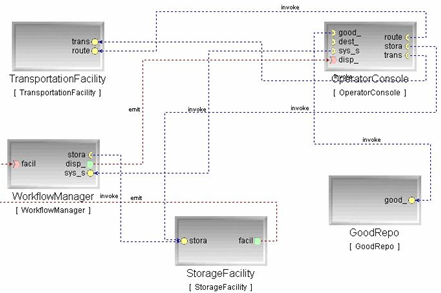 invoke
trans
route
TransportationFacility
[ TransportationFacility ]
good_
dest_
sys_s
disp_
route
stora
trans
OperatorConsole
[ OperatorConsole ]
invoke
emit
invoke
invoke
facil
stora
disp_
sys_s
WorkflowManager
[ WorkflowManager ]
invoke
emit
invoke
stora
facil
StorageFacility
[ StorageFacility ]
good_
GoodRepo
[ GoodRepo ]